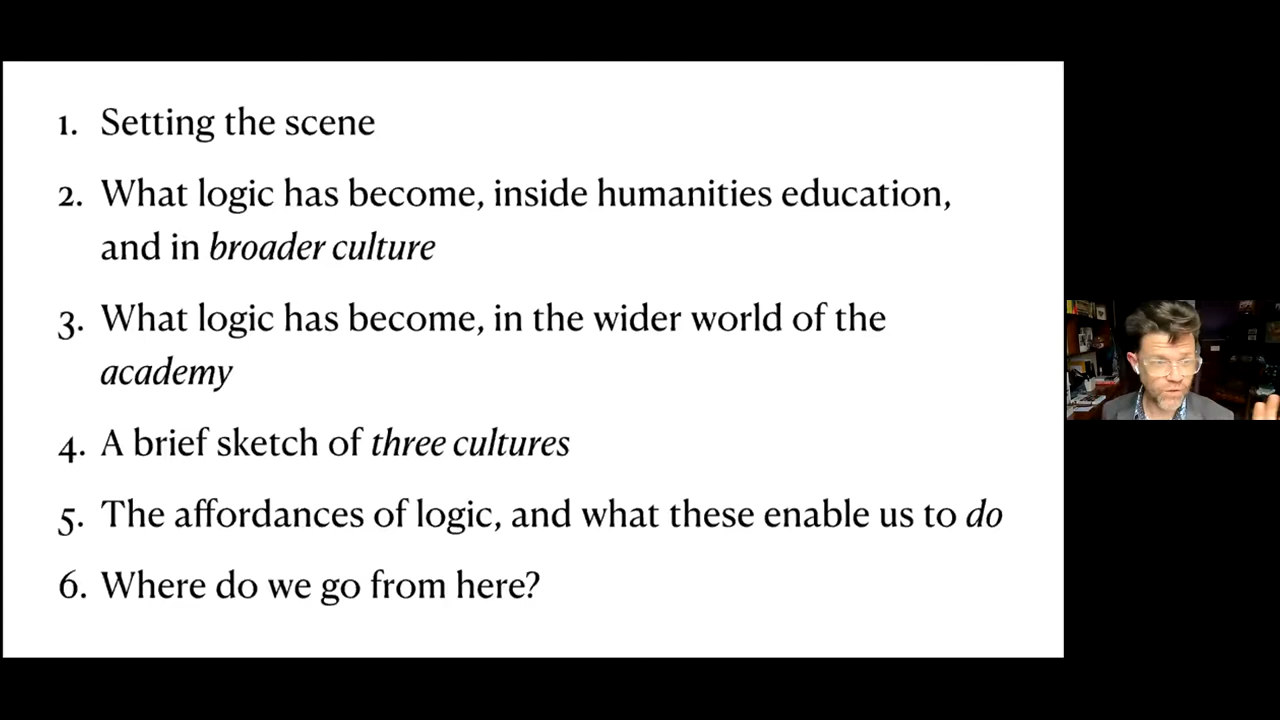 1. Setting the scene
2. What logic has become, inside humanities education,
and in broader culture
3. What logic has become, in the wider world of the
academy
4. A brief sketch of three cultures
5. The affordances of logic, and what these enable us to do
6. Where do we go from here?